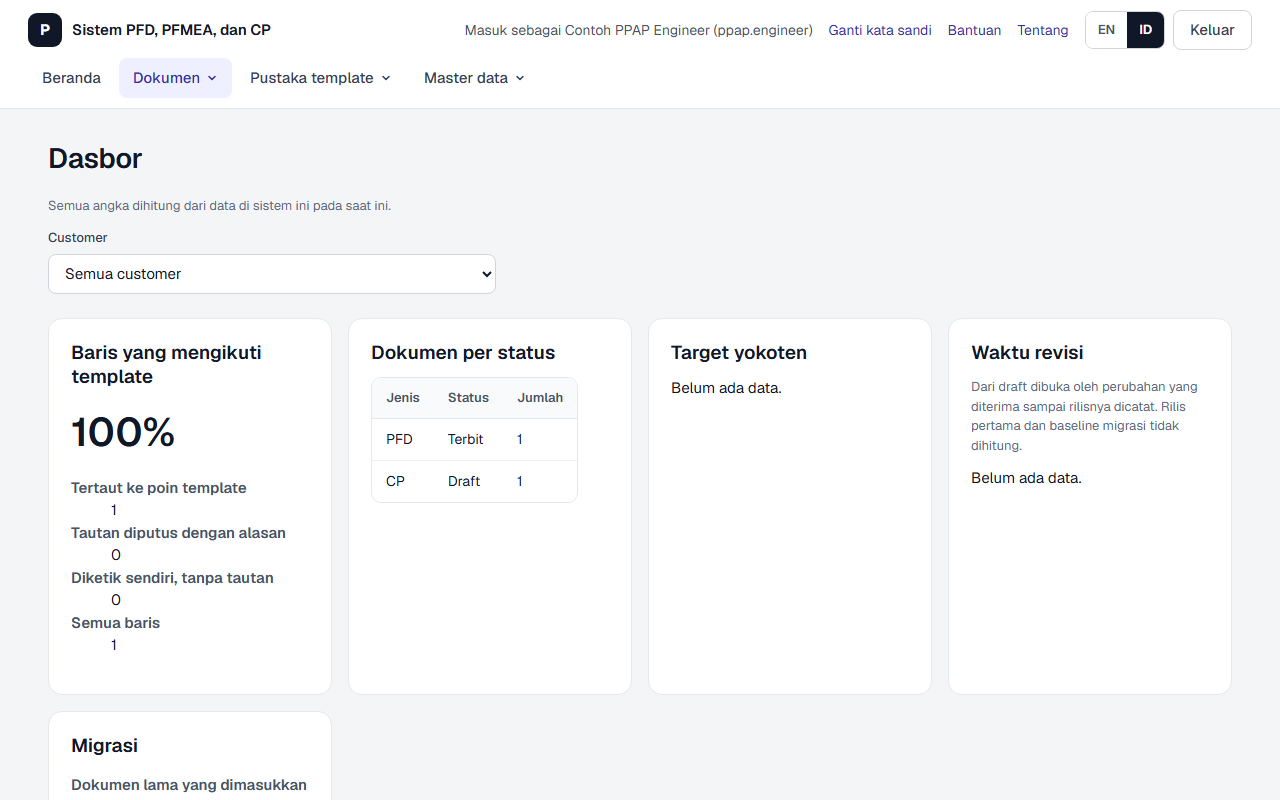 P
Sistem PFD, PFMEA, dan CP
Masuk sebagai Contoh PPAP Engineer (ppap.engineer)
Ganti kata sandi
Bantuan
Tentang
EN
ID
Keluar
Beranda
Dokumen
Pustaka template
Master data
Dasbor
Semua angka dihitung dari data di sistem ini pada saat ini.
Customer
Semua customer
Baris yang mengikuti
template
100%
Tertaut ke poin template
1
Tautan diputus dengan alasan
0
Diketik sendiri, tanpa tautan
0
Semua baris
1
Dokumen per status
Jenis Status Jumlah
PFD Terbit 1
CP Draft 1
Target yokoten
Belum ada data.
Waktu revisi
Dari draft dibuka oleh perubahan yang
diterima sampai rilisnya dicatat. Rilis
pertama dan baseline migrasi tidak
dihitung.
Belum ada data.
Migrasi
Dokumen lama yang dimasukkan